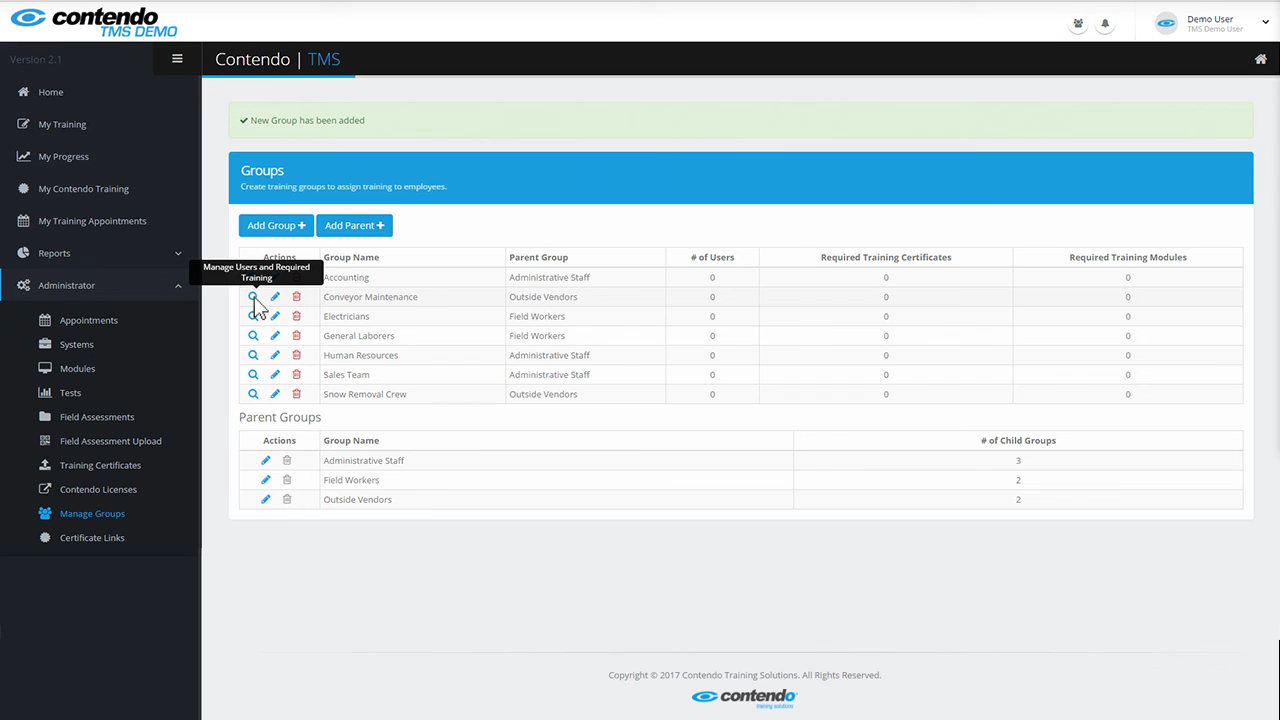 contendo
TMS DEMO
Demo User
TMS Demo User
Version 2.1
Contendo | TMS
Home
My Training
My Progress
My Contendo Training
My Training Appointments
Reports
Administrator
Appointments
Systems
Modules
Tests
Field Assessments
Field Assessment Upload
Training Certificates
Contendo Licenses
Manage Groups
Certificate Links
New Group has been added
Groups
Create training groups to assign training to employees.
Add Group Add Parent
Actions Group Name Parent Group # of Users Required Training Certificates Required Training Modules
Manage Users and Required
Training
Accounting Administrative Staff 0 0 0
Conveyor Maintenance Outside Vendors 0 0 0
Electricians Field Workers 0 0 0
General Laborers Field Workers 0 0 0
Human Resources Administrative Staff 0 0 0
Sales Team Administrative Staff 0 0 0
Snow Removal Crew Outside Vendors 0 0 0
Parent Groups
Actions Group Name # of Child Groups
Administrative Staff 3
Field Workers 2
Outside Vendors 2
Copyright © 2017 Contendo Training Solutions. All Rights Reserved.
contendo
training solutions